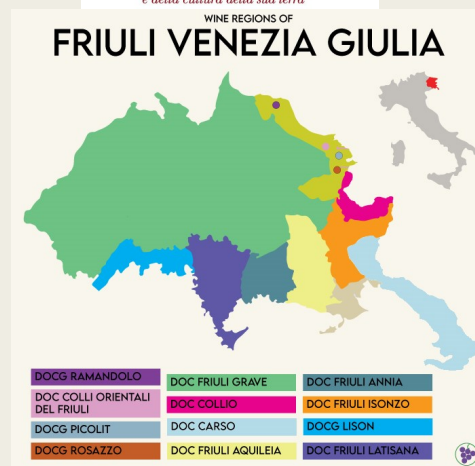 e della cultura della sua terra
WINE REGIONS OF
FRIULI VENEZIA GIULIA
DOCG RAMANDOLO
DOC COLLI ORIENTALI
DEL FRIULI
DOCG PICOLIT
DOCG ROSAZZO
DOC FRIULI GRAVE
DOC COLLIO
DOC CARSO
DOC FRIULI AQUILEIA
DOC FRIULI ANNIA
DOC FRIULI ISONZO
DOCG LISON
DOC FRIULI LATISANA